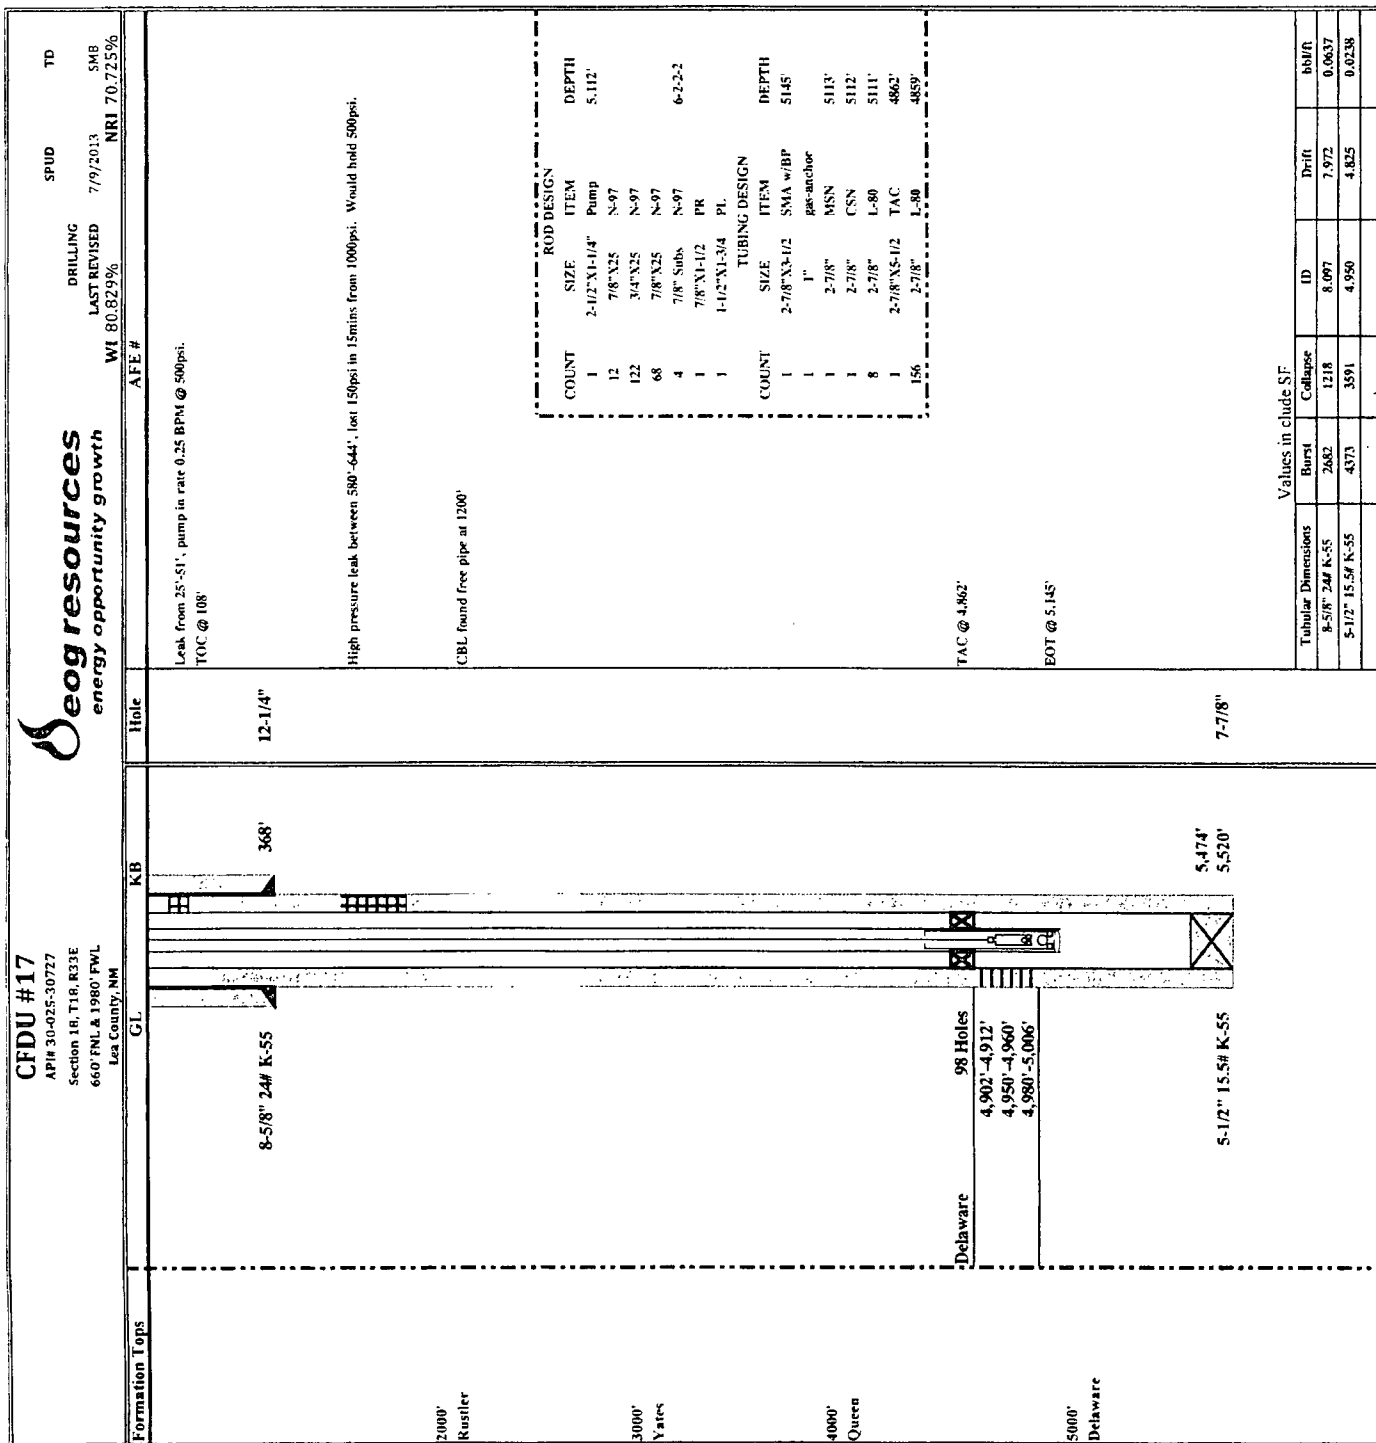 CFDU #17
API# 30-025-30727
Section 18, T18, R33E
660' FNL & 1980' FWL
Lea County, NM
eog resources
energy opportunity growth
DRILLING SPUD TD
LAST REVISED 7/9/2013 SMB
WI 80.829% NRI 70.725%
Formation Tops GL KB Hole AFE #
Leak from 25'-51', pump in rate 0.25 BPM @ 500psi.
TOC @ 108'
8-5/8" 24# K-55 368' 12-1/4"
High pressure leak between 580'-644', lost 150psi in 15mins from 1000psi. Would hold 500psi.
2000'
Rustler
CBL found free pipe at 1200'
3000'
Yates
4000'
Queen
ROD DESIGN
COUNT SIZE ITEM DEPTH
1 2-1/2"X1-1/4" Pump 5,112'
12 7/8"X25 N-97
122 3/4"X25 N-97
68 7/8"X25 N-97
4 7/8" Subs N-97 6-2-2-2
1 7/8"X1-1/2 PR
1 1-1/2"X1-3/4 PL
TUBING DESIGN
COUNT SIZE ITEM DEPTH
1 2-7/8"X3-1/2 SMA w/BP 5145'
1 1" gas-anchor
1 2-7/8" MSN 5113'
1 2-7/8" CSN 5112'
8 2-7/8" L-80 5111'
1 2-7/8"X5-1/2 TAC 4862'
156 2-7/8" L-80 4859'
Delaware 98 Holes
4,902'-4,912'
4,950'-4,960'
4,980'-5,006'
TAC @ 4,862'
EOT @ 5,145'
5000'
Delaware
5,474'
5-1/2" 15.5# K-55 5,520' 7-7/8"
Values in clude SF
Tubular Dimensions Burst Collapse ID Drift bbl/ft
8-5/8" 24# K-55 2682 1218 8.097 7.972 0.0637
5-1/2" 15.5# K-55 4373 3591 4.950 4.825 0.0238